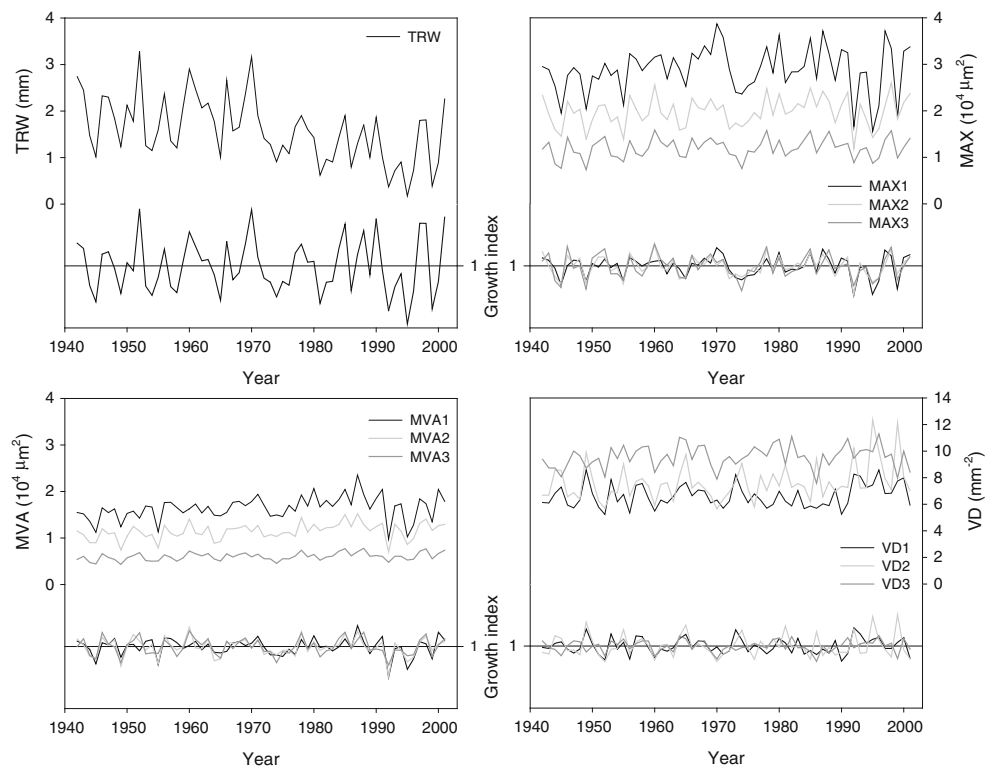 4
3
2
1
0
TRW (mm)
TRW
1
Growth index
1940 1950 1960 1970 1980 1990 2000
Year
4
3
2
1
0
MAX (10⁴ μm²)
MAX1
MAX2
MAX3
1
1940 1950 1960 1970 1980 1990 2000
Year
4
3
2
1
0
MVA (10⁴ μm²)
MVA1
MVA2
MVA3
1
Growth index
1940 1950 1960 1970 1980 1990 2000
Year
14
12
10
8
6
4
2
0
VD (mm⁻²)
VD1
VD2
VD3
1
1940 1950 1960 1970 1980 1990 2000
Year